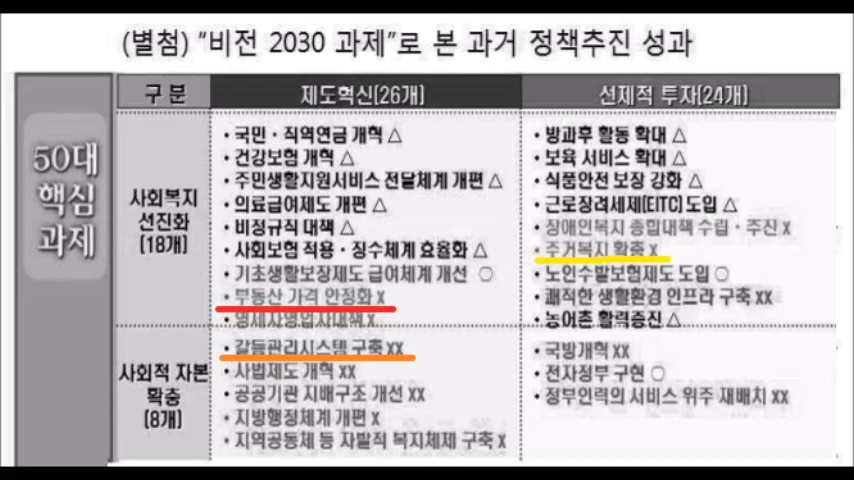 (별첨) “비전 2030 과제”로 본 과거 정책추진 성과
50대
핵심
과제
구 분
제도혁신(26개)
선제적 투자(24개)
사회복지
선진화
(18개)
• 국민 · 직역연금 개혁 △
• 건강보험 개혁 △
• 주민생활지원서비스 전달체계 개편 △
• 의료급여제도 개편 △
• 비정규직 대책 △
• 사회보험 적용 · 징수체계 효율화 △
• 기초생활보장제도 급여체계 개선 ○
• 부동산 가격 안정화 x
• 영세자영업자대책 x
• 방과후 활동 확대 △
• 보육 서비스 확대 △
• 식품안전 보장 강화 △
• 근로장려세제(EITC) 도입 △
• 장애인복지 종합대책 수립 · 추진 x
• 주거복지 확충 x
• 노인수발보험제도 도입 ○
• 쾌적한 생활환경 인프라 구축 xx
• 농어촌 활력증진 △
사회적 자본
확충
(8개)
• 갈등관리시스템 구축 xx
• 사법제도 개혁 xx
• 공공기관 지배구조 개선 xx
• 지방행정체계 개편 x
• 지역공동체 등 자발적 복지체제 구축 x
• 국방개혁 xx
• 전자정부 구현 ○
• 정부인력의 서비스 위주 재배치 xx